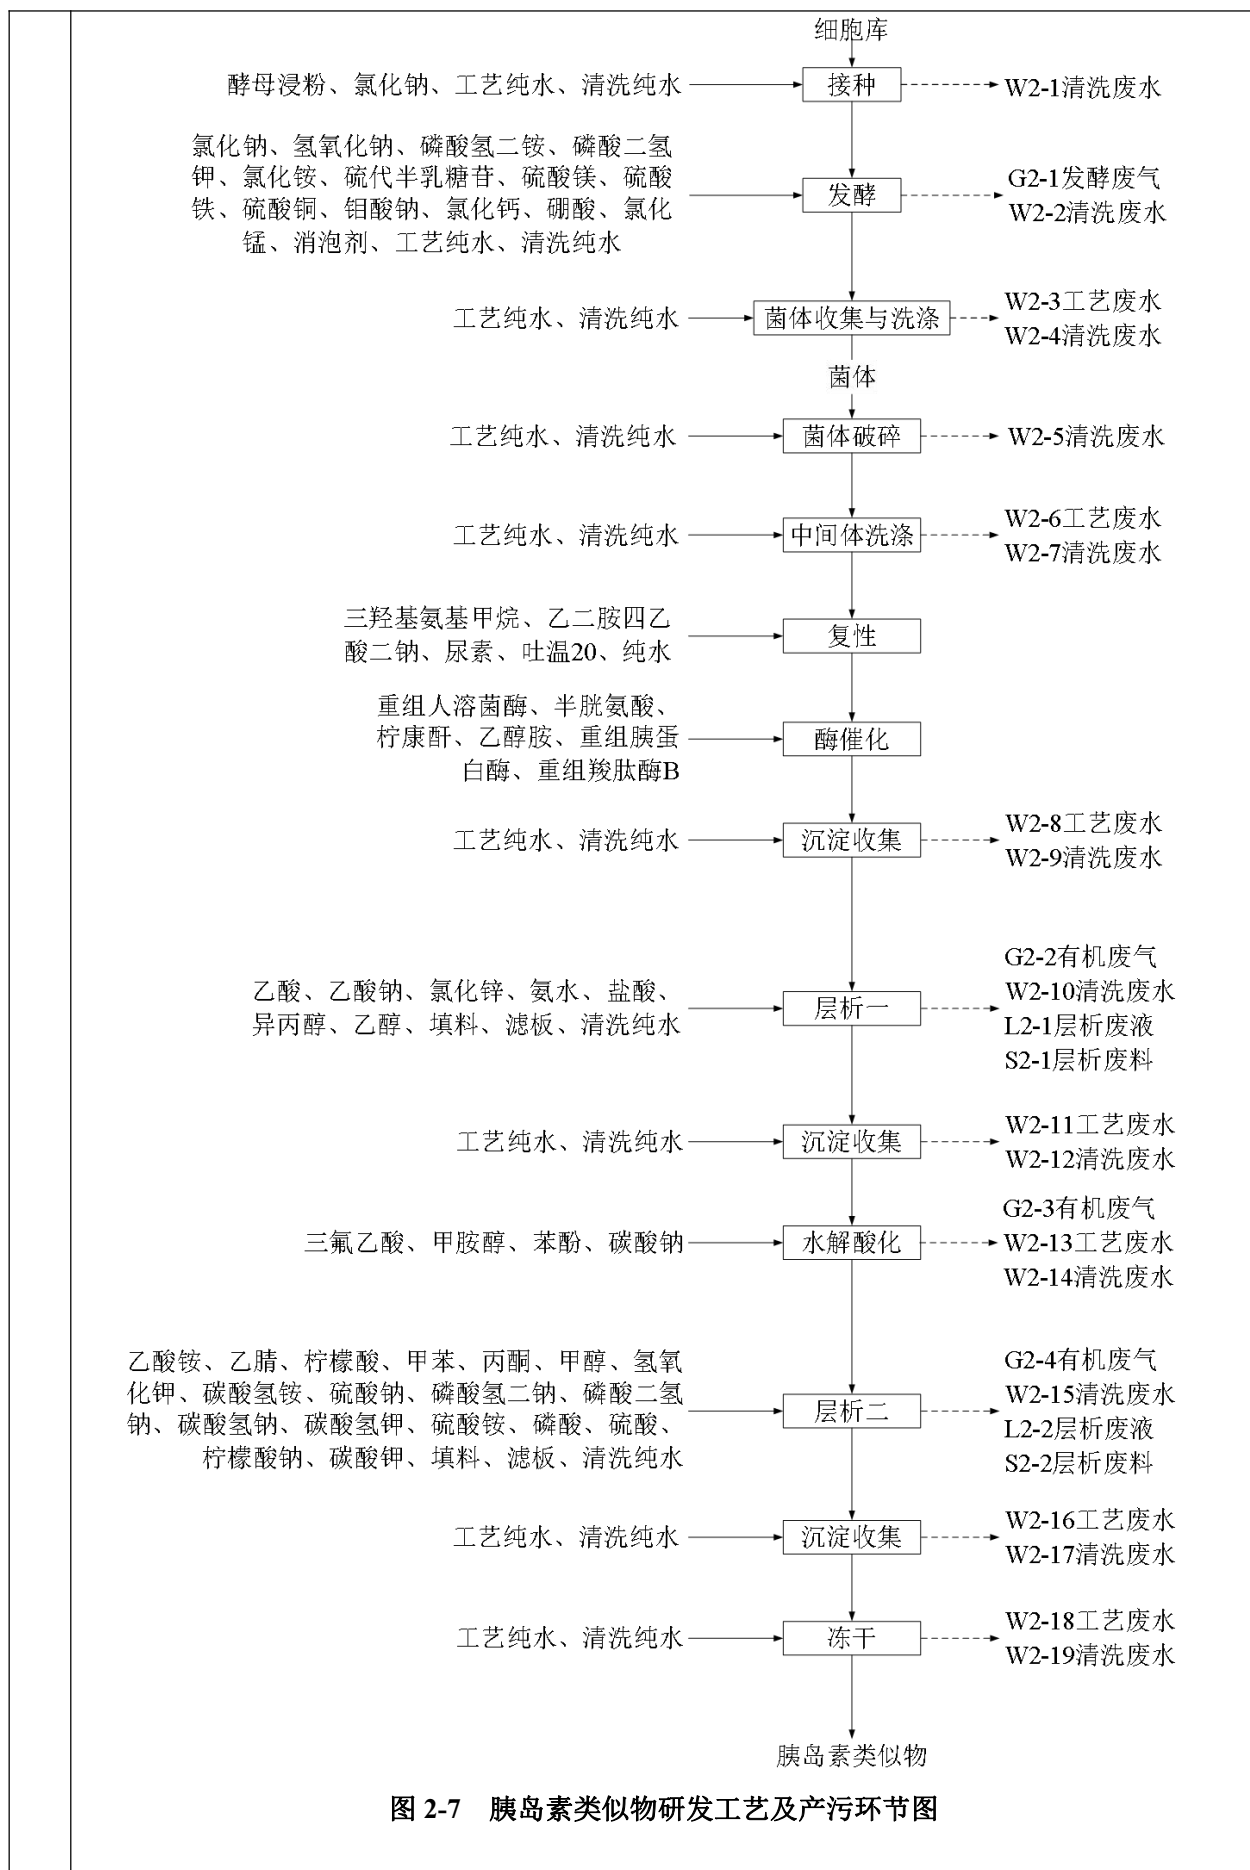 细胞库
酵母浸粉、氯化钠、工艺纯水、清洗纯水
接种
W2-1清洗废水
氯化钠、氢氧化钠、磷酸氢二铵、磷酸二氢
钾、氯化铵、硫代半乳糖苷、硫酸镁、硫酸
铁、硫酸铜、钼酸钠、氯化钙、硼酸、氯化
锰、消泡剂、工艺纯水、清洗纯水
发酵
G2-1发酵废气
W2-2清洗废水
工艺纯水、清洗纯水
菌体收集与洗涤
W2-3工艺废水
W2-4清洗废水
菌体
工艺纯水、清洗纯水
菌体破碎
W2-5清洗废水
工艺纯水、清洗纯水
中间体洗涤
W2-6工艺废水
W2-7清洗废水
三羟基氨基甲烷、乙二胺四乙
酸二钠、尿素、吐温20、纯水
复性
重组人溶菌酶、半胱氨酸、
柠康酐、乙醇胺、重组胰蛋
白酶、重组羧肽酶B
酶催化
工艺纯水、清洗纯水
沉淀收集
W2-8工艺废水
W2-9清洗废水
乙酸、乙酸钠、氯化锌、氨水、盐酸、
异丙醇、乙醇、填料、滤板、清洗纯水
层析一
G2-2有机废气
W2-10清洗废水
L2-1层析废液
S2-1层析废料
工艺纯水、清洗纯水
沉淀收集
W2-11工艺废水
W2-12清洗废水
三氟乙酸、甲胺醇、苯酚、碳酸钠
水解酸化
G2-3有机废气
W2-13工艺废水
W2-14清洗废水
乙酸铵、乙腈、柠檬酸、甲苯、丙酮、甲醇、氢氧
化钾、碳酸氢铵、硫酸钠、磷酸氢二钠、磷酸二氢
钠、碳酸氢钠、碳酸氢钾、硫酸铵、磷酸、硫酸、
柠檬酸钠、碳酸钾、填料、滤板、清洗纯水
层析二
G2-4有机废气
W2-15清洗废水
L2-2层析废液
S2-2层析废料
工艺纯水、清洗纯水
沉淀收集
W2-16工艺废水
W2-17清洗废水
工艺纯水、清洗纯水
冻干
W2-18工艺废水
W2-19清洗废水
胰岛素类似物
图 2-7 胰岛素类似物研发工艺及产污环节图